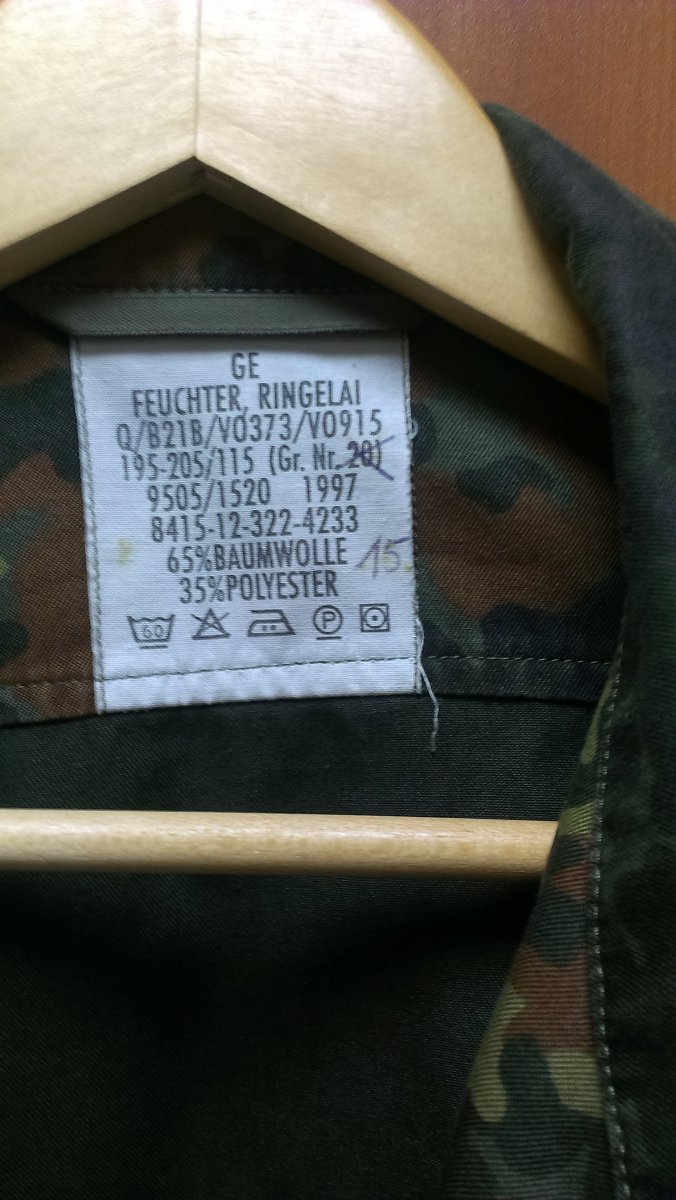 GE
FEUCHTER, RINGELAI
Q/B21B/V0373/V0915
195-205/115 (Gr. Nr. 20)
9505/1520 1997
8415-12-322-4233
65%BAUMWOLLE 15.
35%POLYESTER
60 P